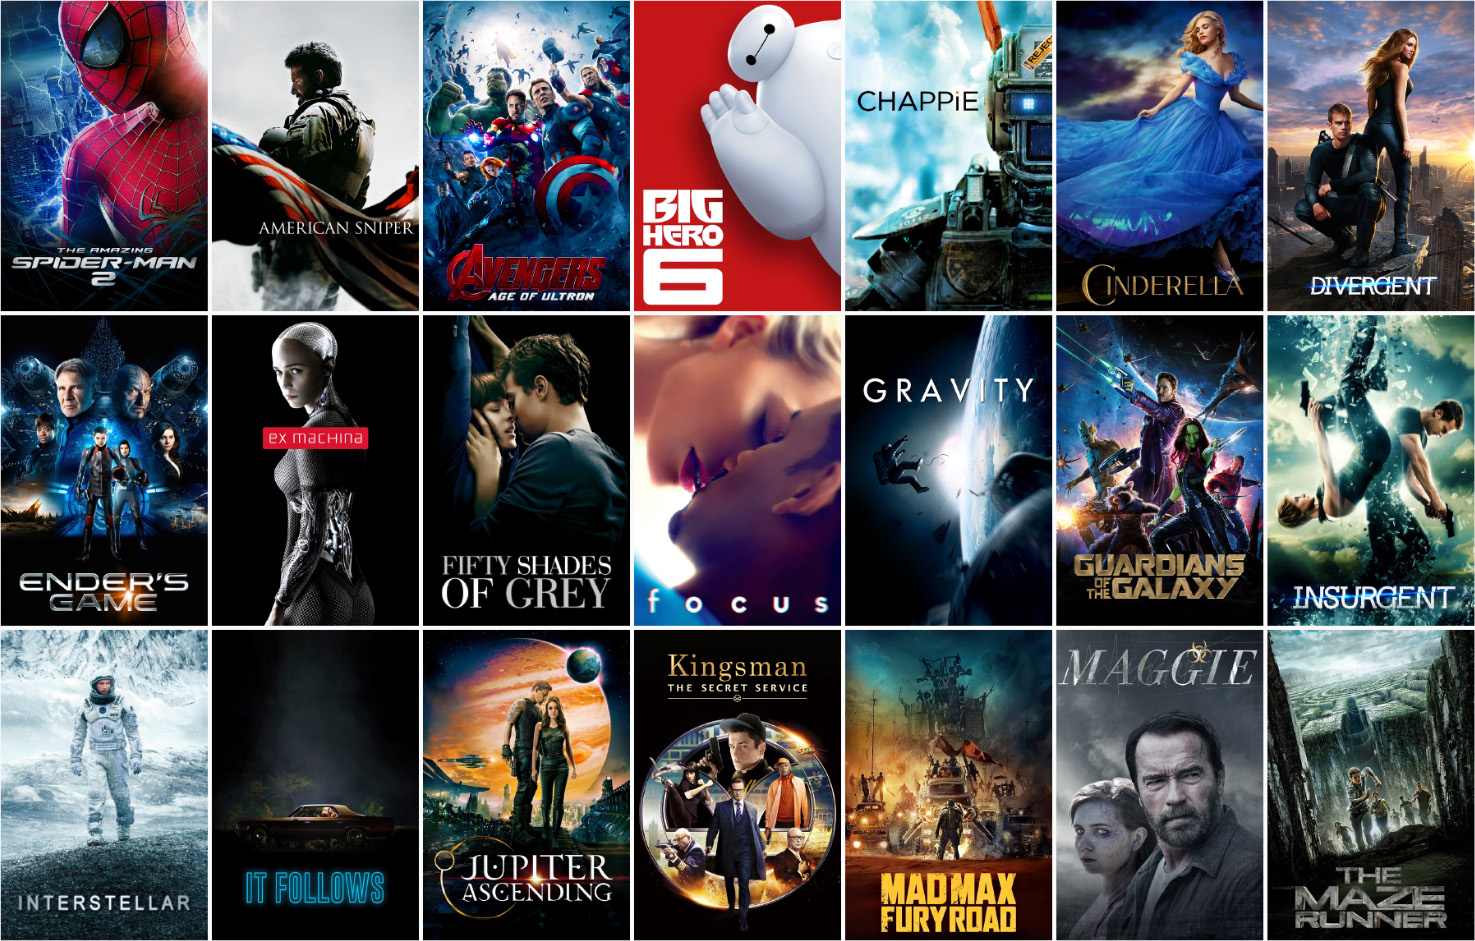 THE AMAZING
SPIDER-MAN
2
AMERICAN SNIPER
AVENGERS
AGE OF ULTRON
BIG
HERO
6
CHAPPiE
REJECT
CINDERELLA
DIVERGENT
ENDER'S
GAME
ex machina
FIFTY SHADES
OF GREY
focus
GRAVITY
GUARDIANS
OF THE GALAXY
INSURGENT
INTERSTELLAR
IT FOLLOWS
JUPITER
ASCENDING
Kingsman
THE SECRET SERVICE
MAD MAX
FURY ROAD
MAGGIE
THE
MAZE
RUNNER